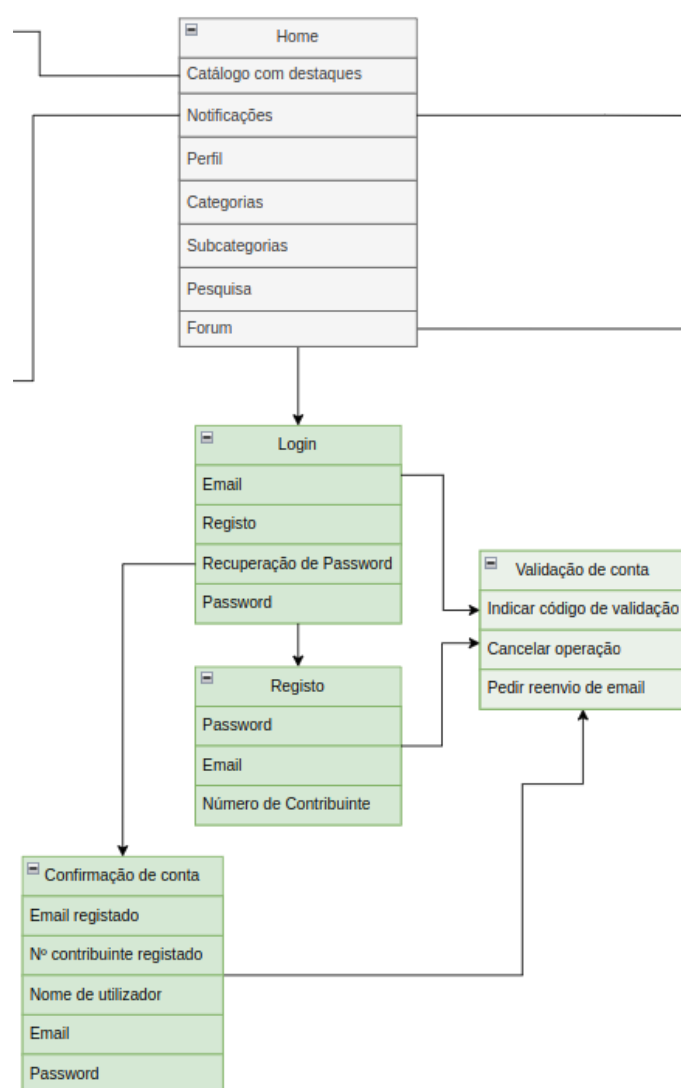 Home
Catálogo com destaques
Notificações
Perfil
Categorias
Subcategorias
Pesquisa
Forum
Login
Email
Registo
Recuperação de Password
Password
Validação de conta
Indicar código de validação
Cancelar operação
Pedir reenvio de email
Registo
Password
Email
Número de Contribuinte
Confirmação de conta
Email registado
Nº contribuinte registado
Nome de utilizador
Email
Password